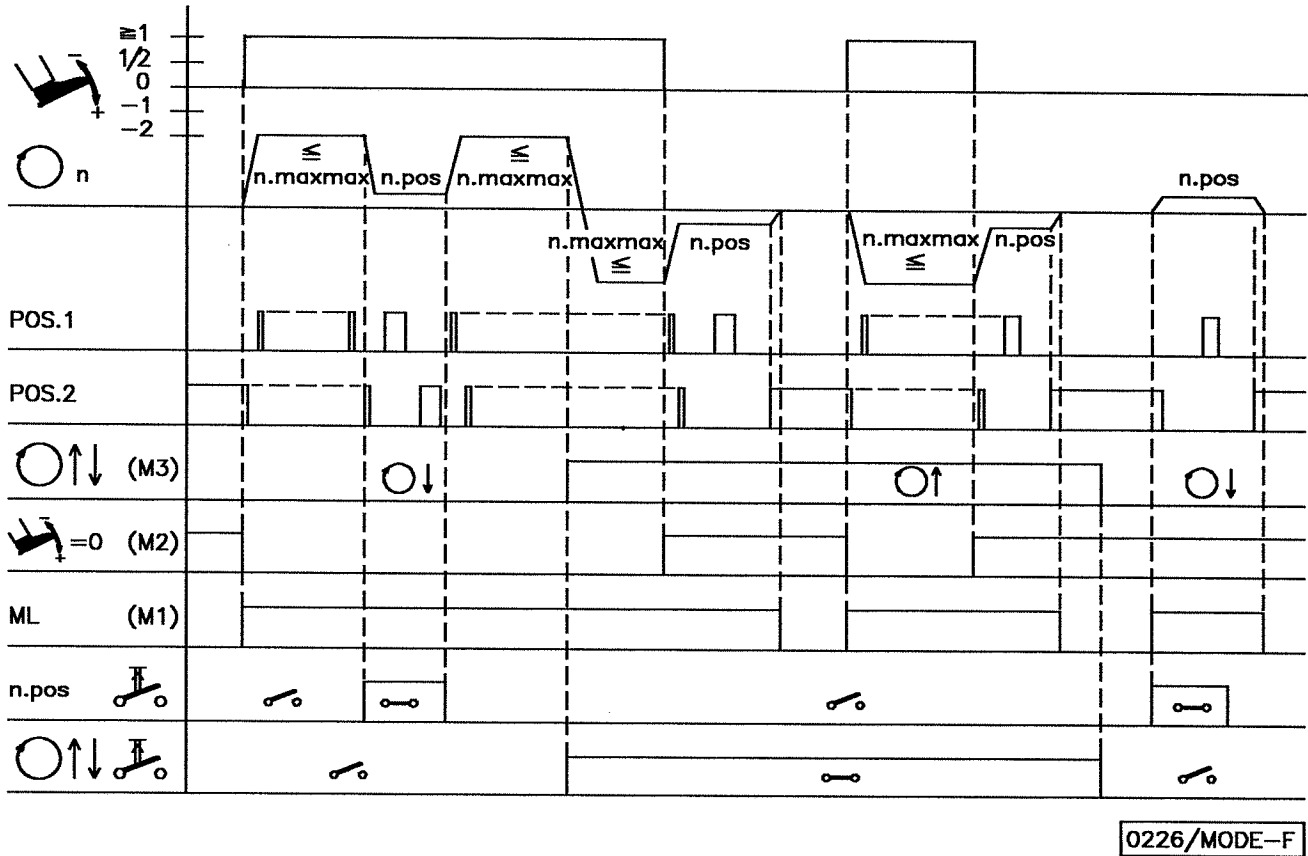 ≧1
1/2
0
−1
−2
− +
n
≦ n.maxmax
n.pos
≦ n.maxmax
n.maxmax ≦
n.pos
n.maxmax ≦
n.pos
n.pos
POS.1
POS.2
↑↓ (M3)
↓
↑
↓
− + =0 (M2)
ML (M1)
n.pos
↑↓
0226/MODE−F